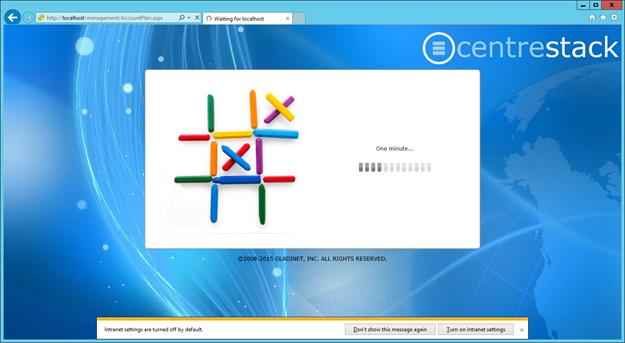 http://localhost/management/AccountPlan.aspx
Waiting for localhost
centrestack
One minute...
©2008-2015 GLADINET, INC. ALL RIGHTS RESERVED.
Intranet settings are turned off by default.
Don't show this message again
Turn on Intranet settings